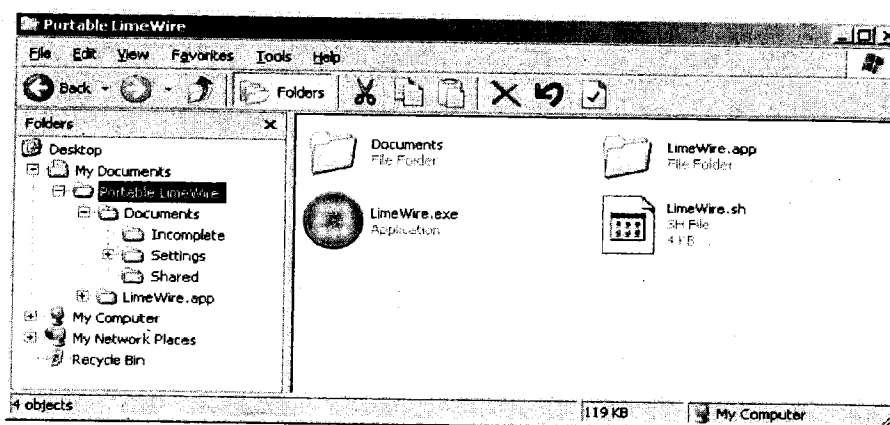 Portable LimeWire
File Edit View Favorites Tools Help
Back Folders
Folders x
Desktop
My Documents
Portable LimeWire
Documents
Incomplete
Settings
Shared
LimeWire.app
My Computer
My Network Places
Recycle Bin
Documents
File Folder
LimeWire.app
File Folder
LimeWire.exe
Application
LimeWire.sh
SH File
4 KB
4 objects 119 KB My Computer